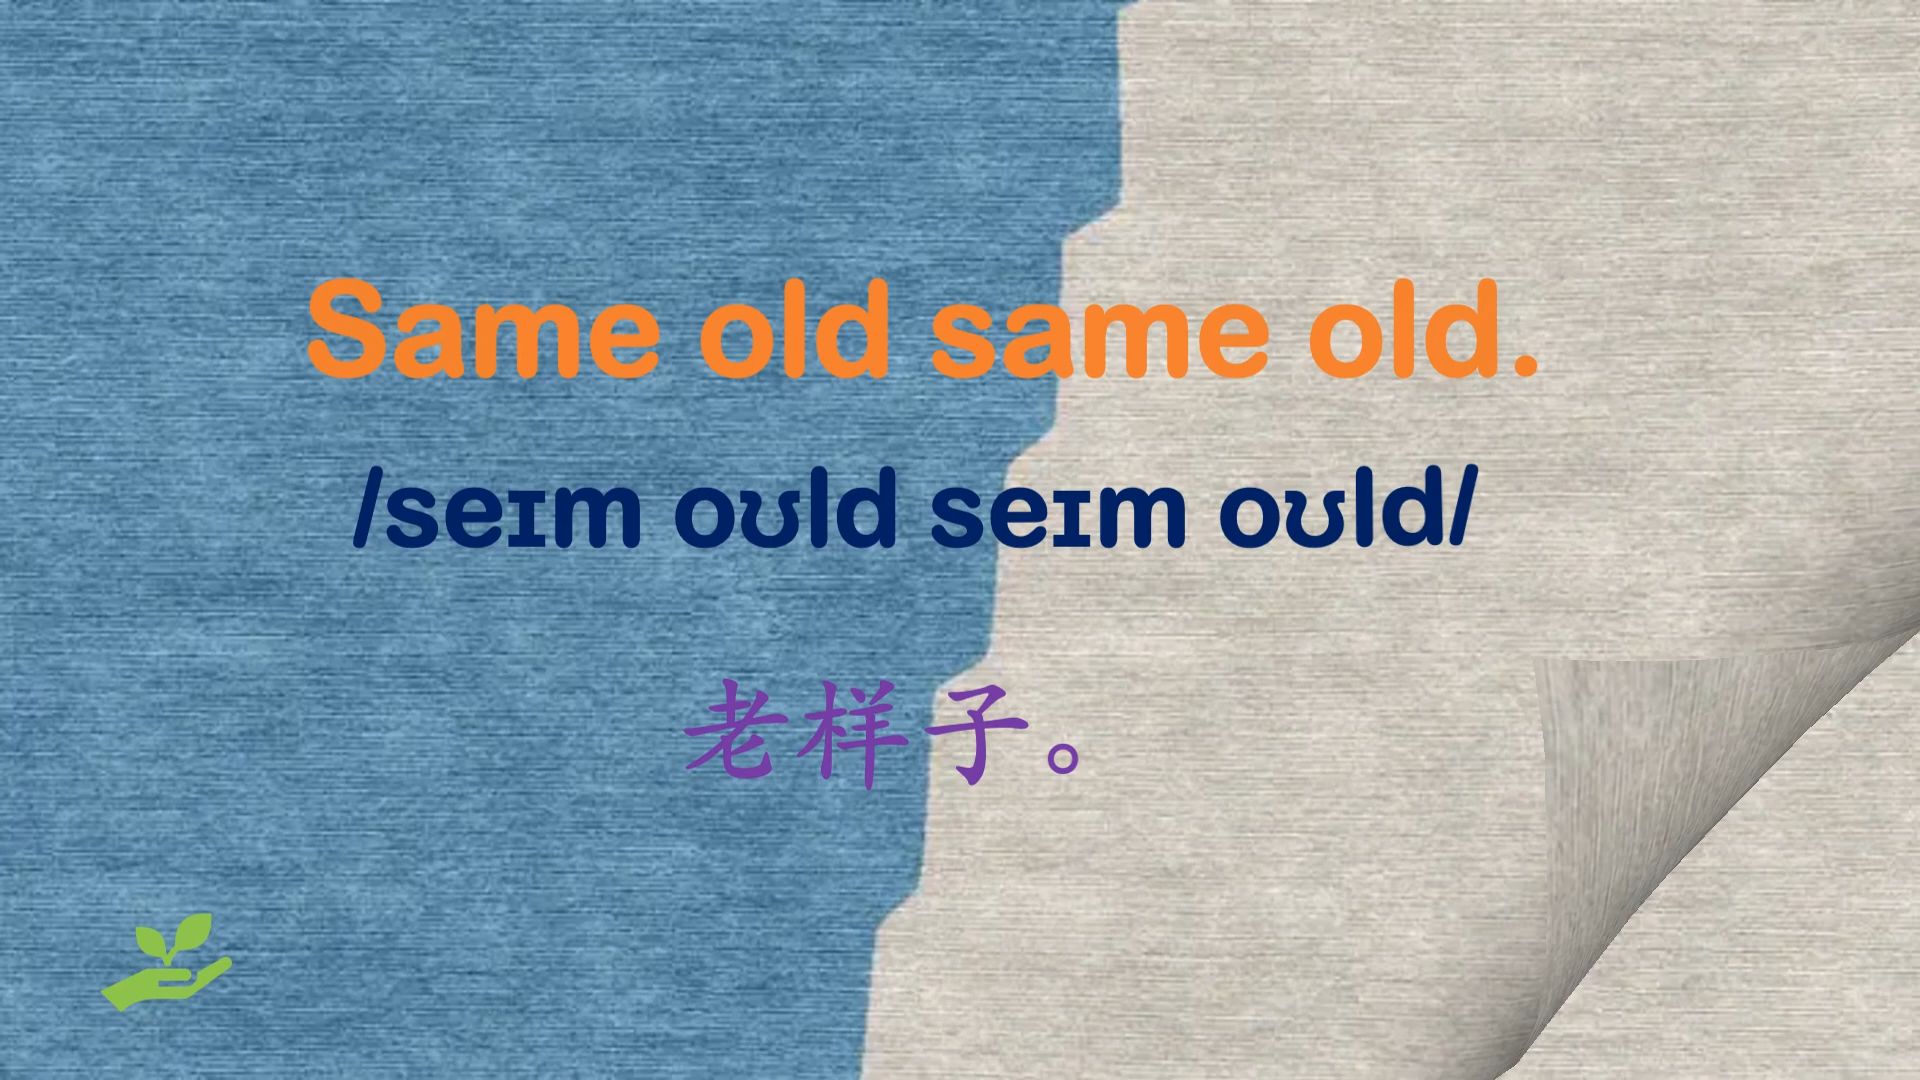 Same old same old.
/seɪm oʊld seɪm oʊld/
老样子。